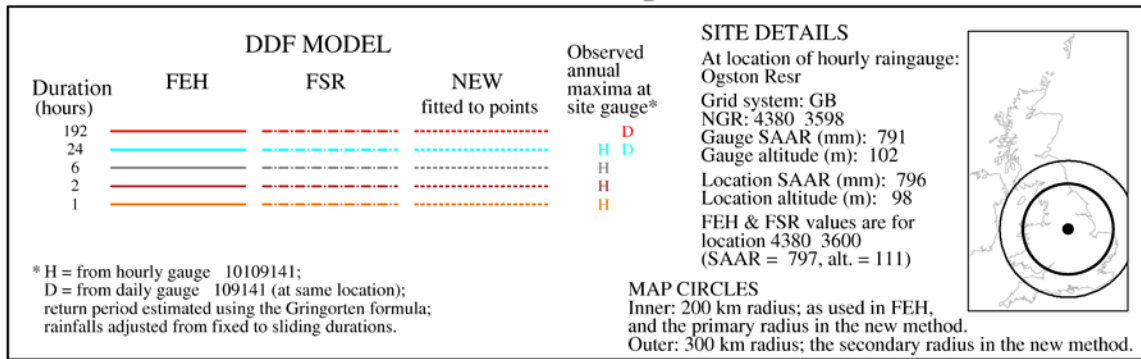 DDF MODEL
Duration
(hours)
FEH
FSR
NEW
fitted to points
Observed
annual
maxima at
site gauge*
192 D
24 H D
6 H
2 H
1 H
* H = from hourly gauge 10109141;
D = from daily gauge 109141 (at same location);
return period estimated using the Gringorten formula;
rainfalls adjusted from fixed to sliding durations.
SITE DETAILS
At location of hourly raingauge:
Ogston Resr
Grid system: GB
NGR: 4380 3598
Gauge SAAR (mm): 791
Gauge altitude (m): 102
Location SAAR (mm): 796
Location altitude (m): 98
FEH & FSR values are for
location 4380 3600
(SAAR = 797, alt. = 111)
MAP CIRCLES
Inner: 200 km radius; as used in FEH,
and the primary radius in the new method.
Outer: 300 km radius; the secondary radius in the new method.